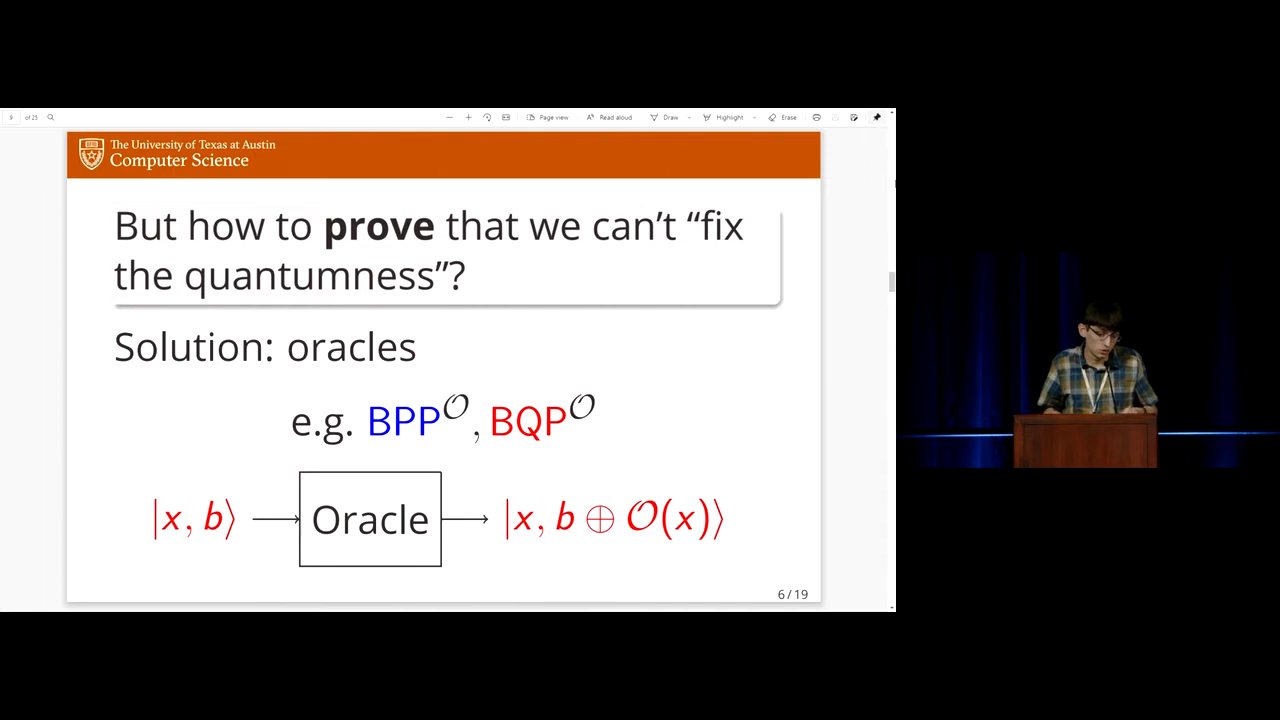 9 of 25 Page view Read aloud Draw Highlight Erase
The University of Texas at Austin
Computer Science
But how to prove that we can't “fix
the quantumness”?
Solution: oracles
e.g. BPP^𝒪, BQP^𝒪
|x, b⟩ → Oracle → |x, b ⊕ 𝒪(x)⟩
6 / 19